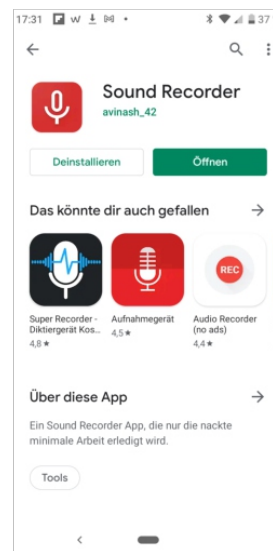 17:31
37
Sound Recorder
avinash_42
Deinstallieren
Öffnen
Das könnte dir auch gefallen
REC
Super Recorder -
Diktiergerät Kos...
4,8 ★
Aufnahmegerät
4,5 ★
Audio Recorder
(no ads)
4,4 ★
Über diese App
Ein Sound Recorder App, die nur die nackte
minimale Arbeit erledigt wird.
Tools